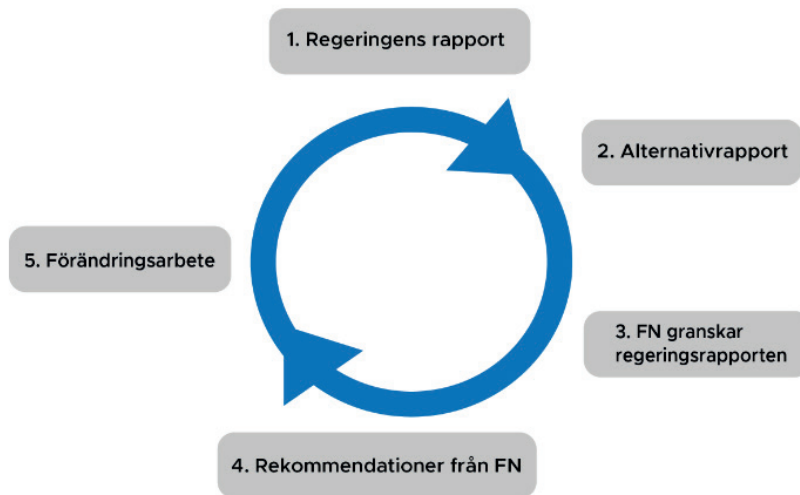 1. Regeringens rapport
2. Alternativrapport
3. FN granskar
regeringsrapporten
4. Rekommendationer från FN
5. Förändringsarbete